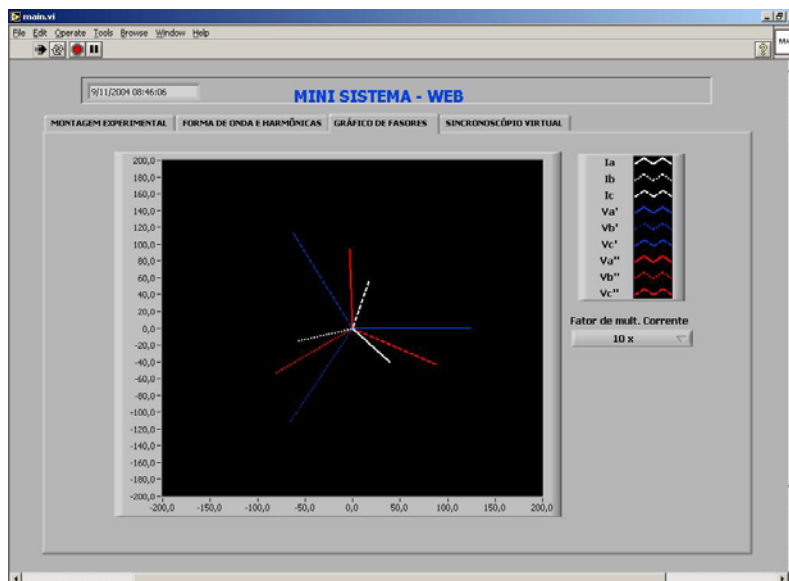 main.vi
File Edit Operate Tools Browse Window Help
9/11/2004 08:46:06
MINI SISTEMA - WEB
MONTAGEM EXPERIMENTAL FORMA DE ONDA E HARMÔNICAS GRÁFICO DE FASORES SINCRONOSCÓPIO VIRTUAL
200,0
180,0
160,0
140,0
120,0
100,0
80,0
60,0
40,0
20,0
0,0
-20,0
-40,0
-60,0
-80,0
-100,0
-120,0
-140,0
-160,0
-180,0
-200,0
-200,0 -150,0 -100,0 -50,0 0,0 50,0 100,0 150,0 200,0
Ia
Ib
Ic
Va'
Vb'
Vc'
Va"
Vb"
Vc"
Fator de mult. Corrente
10 x